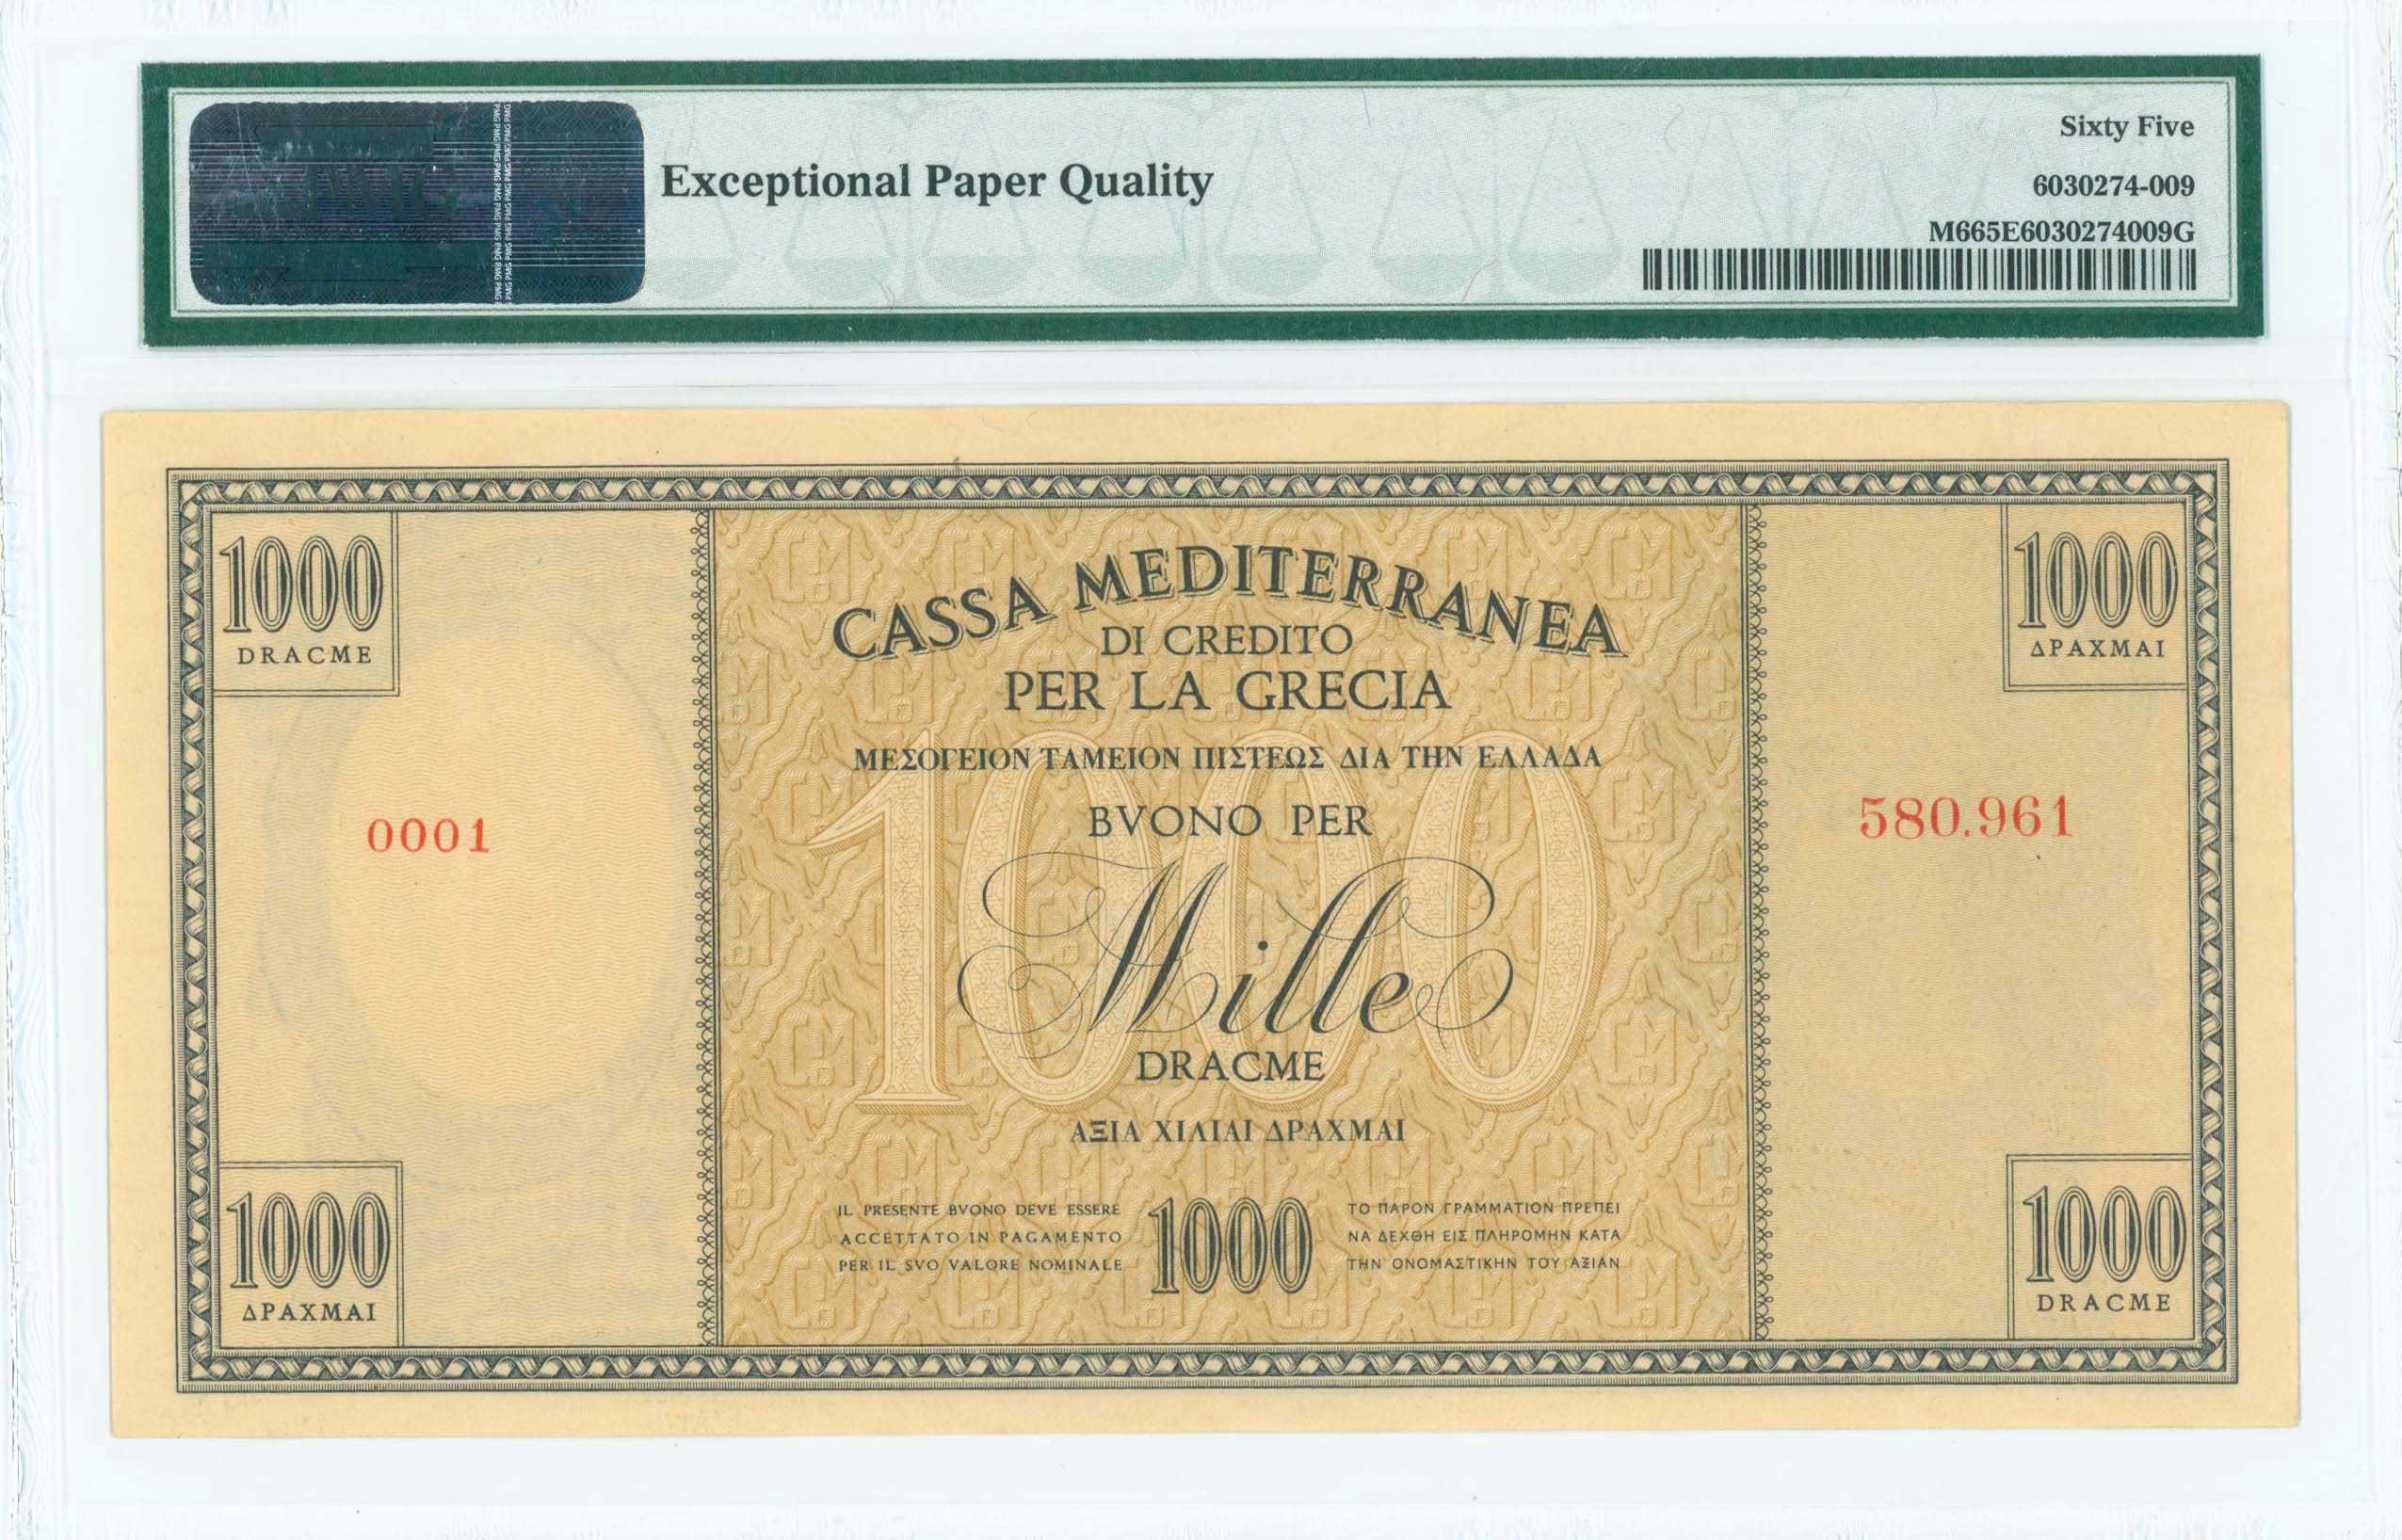 Exceptional Paper Quality
Sixty Five
6030274-009
M665E6030274009G
1000
DRACME
1000
ΔΡΑΧΜΑΙ
CASSA MEDITERRANEA
DI CREDITO
PER LA GRECIA
ΜΕΣΟΓΕΙΟΝ ΤΑΜΕΙΟΝ ΠΙΣΤΕΩΣ ΔΙΑ ΤΗΝ ΕΛΛΑΔΑ
BVONO PER
0001
580.961
1000
Mille
DRACME
ΑΞΙΑ ΧΙΛΙΑΙ ΔΡΑΧΜΑΙ
IL PRESENTE BVONO DEVE ESSERE
ACCETTATO IN PAGAMENTO
PER IL SVO VALORE NOMINALE
1000
ΤΟ ΠΑΡΟΝ ΓΡΑΜΜΑΤΙΟΝ ΠΡΕΠΕΙ
ΝΑ ΔΕΧΘΗ ΕΙΣ ΠΛΗΡΟΜΗΝ ΚΑΤΑ
ΤΗΝ ΟΝΟΜΑΣΤΙΚΗΝ ΤΟΥ ΑΞΙΑΝ
1000
ΔΡΑΧΜΑΙ
1000
DRACME